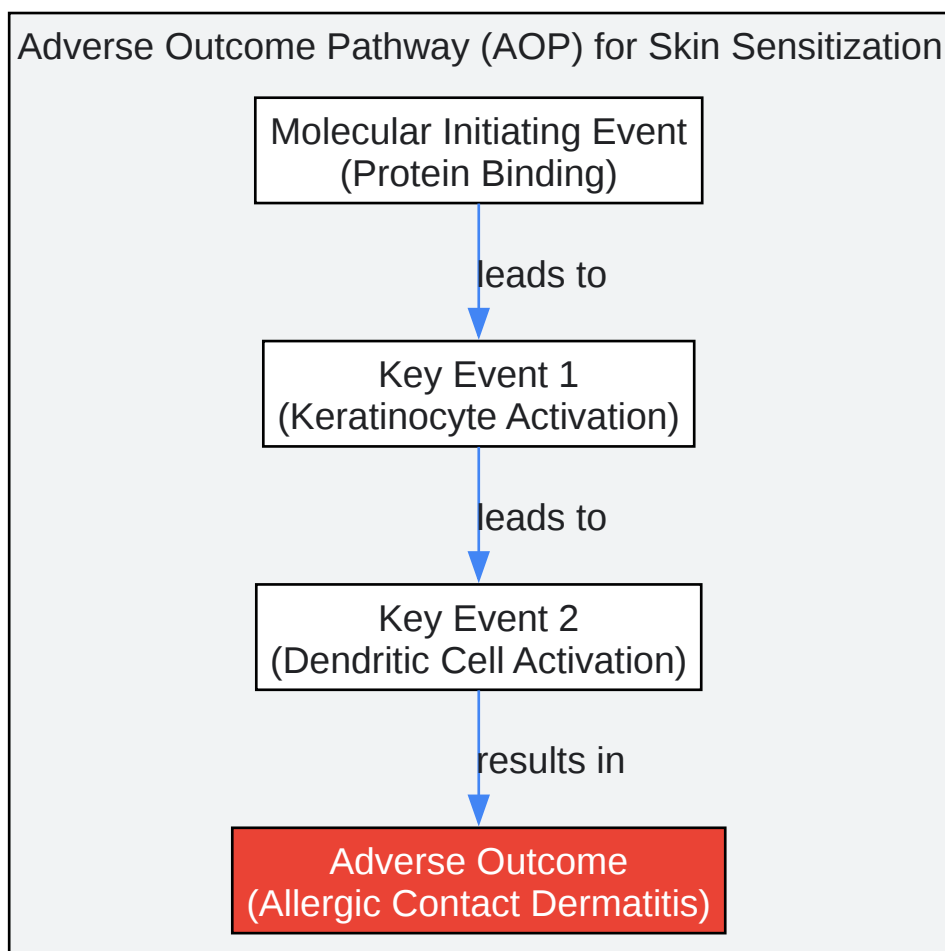 Adverse Outcome Pathway (AOP) for Skin Sensitization
Molecular Initiating Event
(Protein Binding)
leads to
Key Event 1
(Keratinocyte Activation)
leads to
Key Event 2
(Dendritic Cell Activation)
results in
Adverse Outcome
(Allergic Contact Dermatitis)